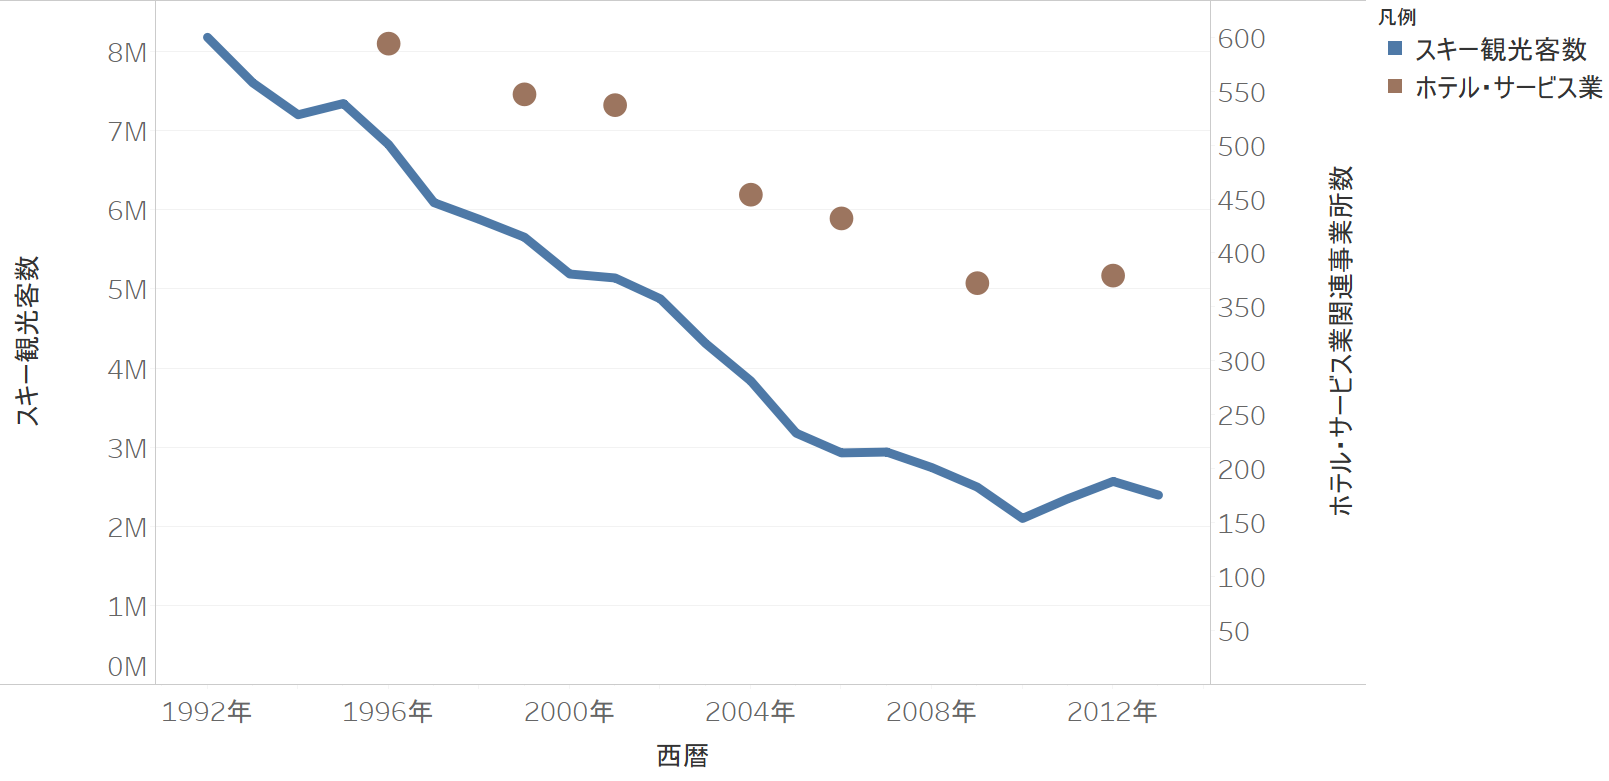 凡例
スキー観光客数
ホテル・サービス業
スキー観光客数
8M
7M
6M
5M
4M
3M
2M
1M
0M
600
550
500
450
400
350
300
250
200
150
100
50
ホテル・サービス業関連事業所数
1992年
1996年
2000年
2004年
2008年
2012年
西暦